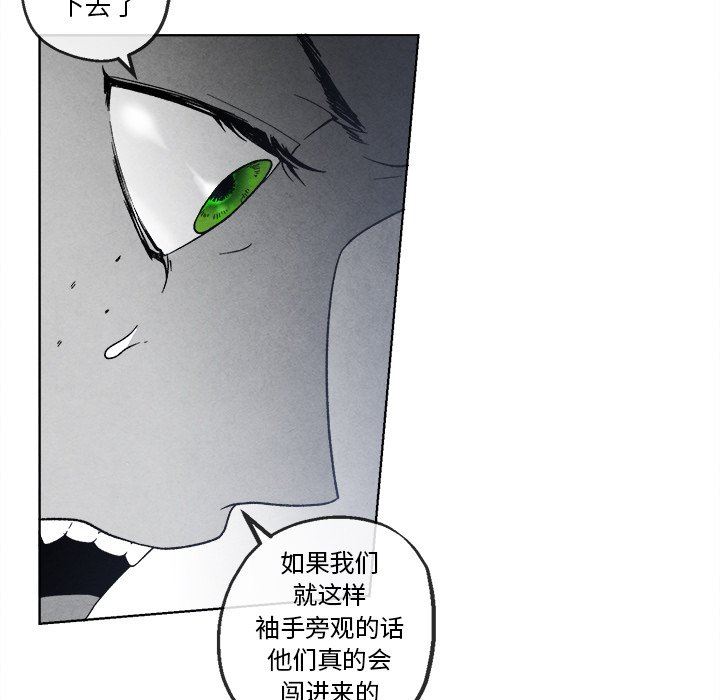 下去了
如果我们
就这样
袖手旁观的话
他们真的会
闯进来的